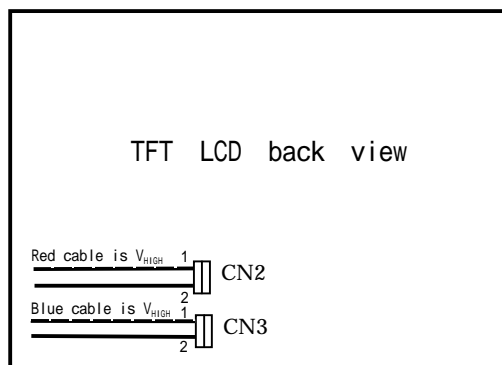 TFT LCD back view
Red cable is VHIGH 1
CN2
2
Blue cable is VHIGH 1
CN3
2